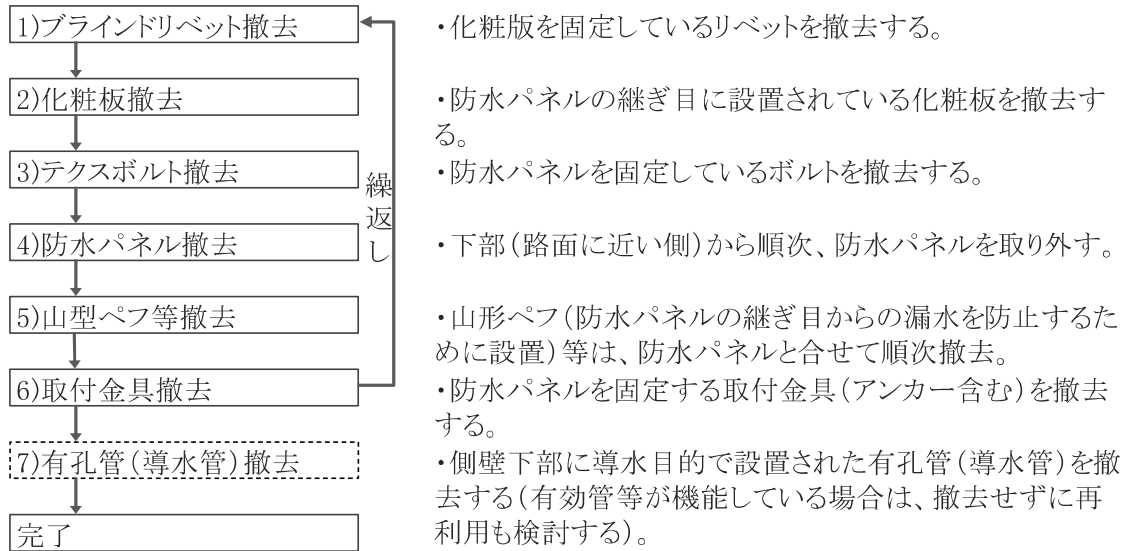 1)ブラインドリベット撤去
・化粧版を固定しているリベットを撤去する。
2)化粧板撤去
・防水パネルの継ぎ目に設置されている化粧板を撤去す
る。
3)テクスボルト撤去
・防水パネルを固定しているボルトを撤去する。
繰返し
4)防水パネル撤去
・下部(路面に近い側)から順次、防水パネルを取り外す。
5)山型ペフ等撤去
・山形ペフ(防水パネルの継ぎ目からの漏水を防止するた
めに設置)等は、防水パネルと合せて順次撤去。
6)取付金具撤去
・防水パネルを固定する取付金具(アンカー含む)を撤去
する。
7)有孔管(導水管)撤去
・側壁下部に導水目的で設置された有孔管(導水管)を撤
去する(有効管等が機能している場合は、撤去せずに再
利用も検討する)。
完了